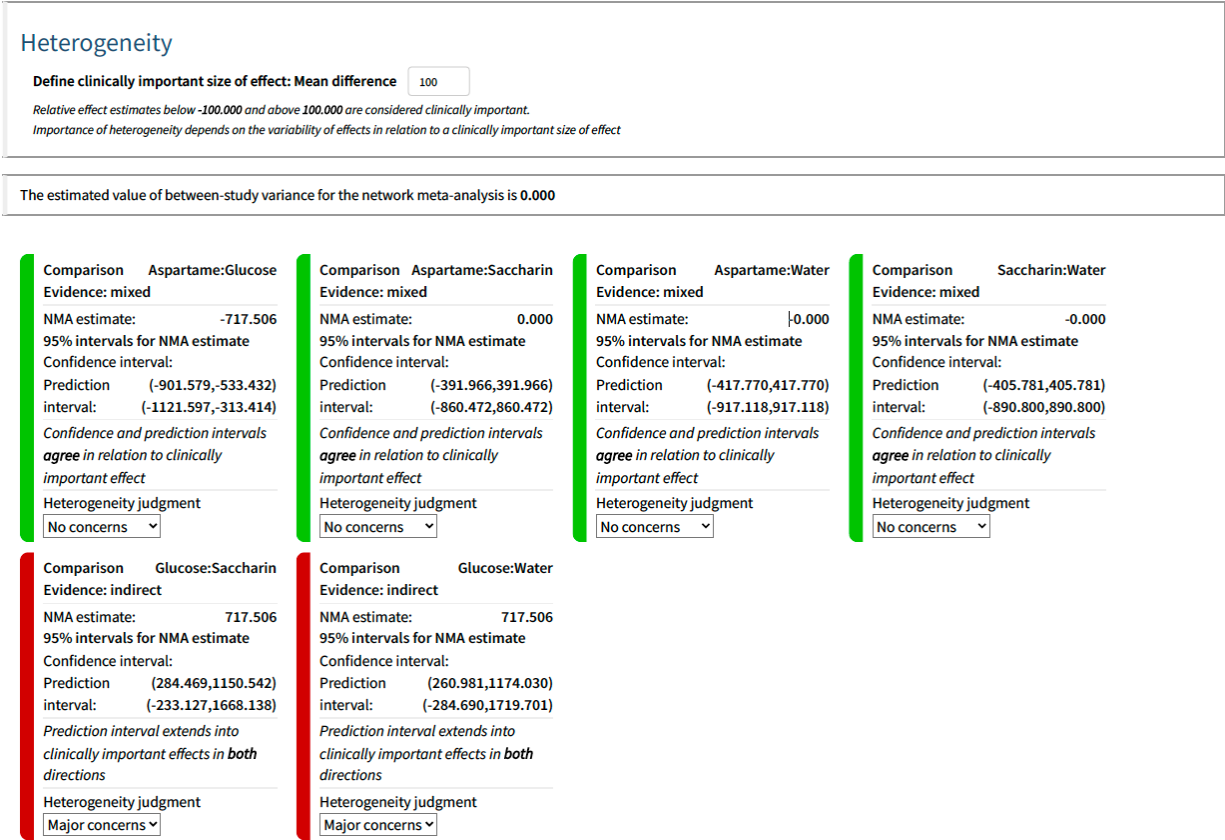 Heterogeneity
Define clinically important size of effect: Mean difference 100
Relative effect estimates below -100.000 and above 100.000 are considered clinically important.
Importance of heterogeneity depends on the variability of effects in relation to a clinically important size of effect
The estimated value of between-study variance for the network meta-analysis is 0.000
Comparison Aspartame:Glucose
Evidence: mixed
NMA estimate: -717.506
95% intervals for NMA estimate
Confidence interval:
Prediction (-901.579,-533.432)
interval: (-1121.597,-313.414)
Confidence and prediction intervals
agree in relation to clinically
important effect
Heterogeneity judgment
No concerns
Comparison Aspartame:Saccharin
Evidence: mixed
NMA estimate: 0.000
95% intervals for NMA estimate
Confidence interval:
Prediction (-391.966,391.966)
interval: (-860.472,860.472)
Confidence and prediction intervals
agree in relation to clinically
important effect
Heterogeneity judgment
No concerns
Comparison Aspartame:Water
Evidence: mixed
NMA estimate: -0.000
95% intervals for NMA estimate
Confidence interval:
Prediction (-417.770,417.770)
interval: (-917.118,917.118)
Confidence and prediction intervals
agree in relation to clinically
important effect
Heterogeneity judgment
No concerns
Comparison Saccharin:Water
Evidence: mixed
NMA estimate: -0.000
95% intervals for NMA estimate
Confidence interval:
Prediction (-405.781,405.781)
interval: (-890.800,890.800)
Confidence and prediction intervals
agree in relation to clinically
important effect
Heterogeneity judgment
No concerns
Comparison Glucose:Saccharin
Evidence: indirect
NMA estimate: 717.506
95% intervals for NMA estimate
Confidence interval:
Prediction (284.469,1150.542)
interval: (-233.127,1668.138)
Prediction interval extends into
clinically important effects in both
directions
Heterogeneity judgment
Major concerns
Comparison Glucose:Water
Evidence: indirect
NMA estimate: 717.506
95% intervals for NMA estimate
Confidence interval:
Prediction (260.981,1174.030)
interval: (-284.690,1719.701)
Prediction interval extends into
clinically important effects in both
directions
Heterogeneity judgment
Major concerns